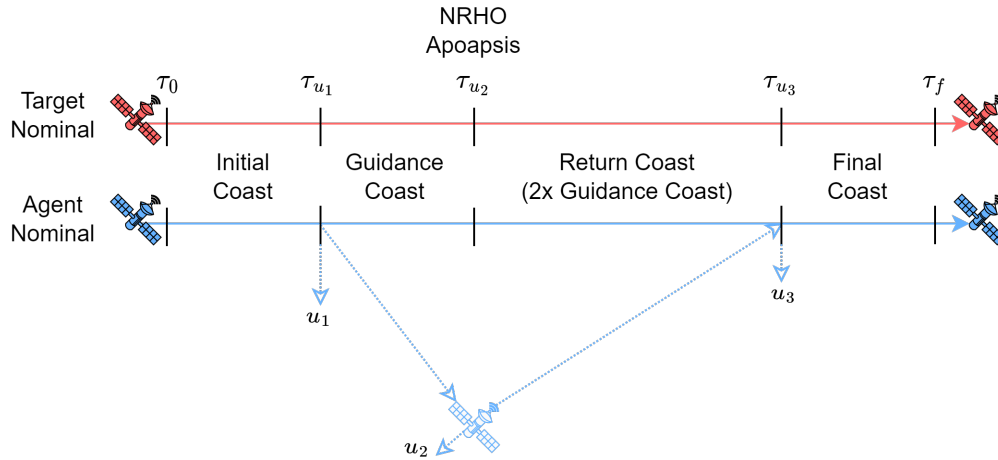 NRHO
Apoapsis
τ₀ τᵤ₁ τᵤ₂ τᵤ₃ τ_f
Target
Nominal
Initial
Coast
Guidance
Coast
Return Coast
(2x Guidance Coast)
Final
Coast
Agent
Nominal
u₁
u₃
u₂